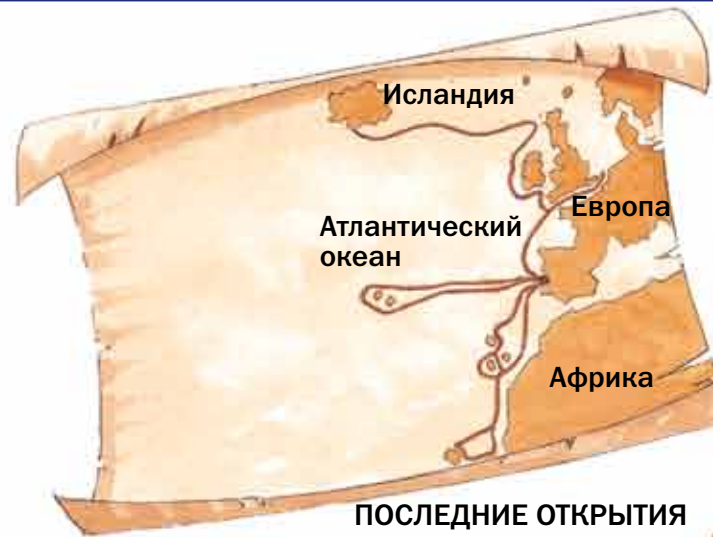 Исландия
Европа
Атлантический
океан
Африка
ПОСЛЕДНИЕ ОТКРЫТИЯ